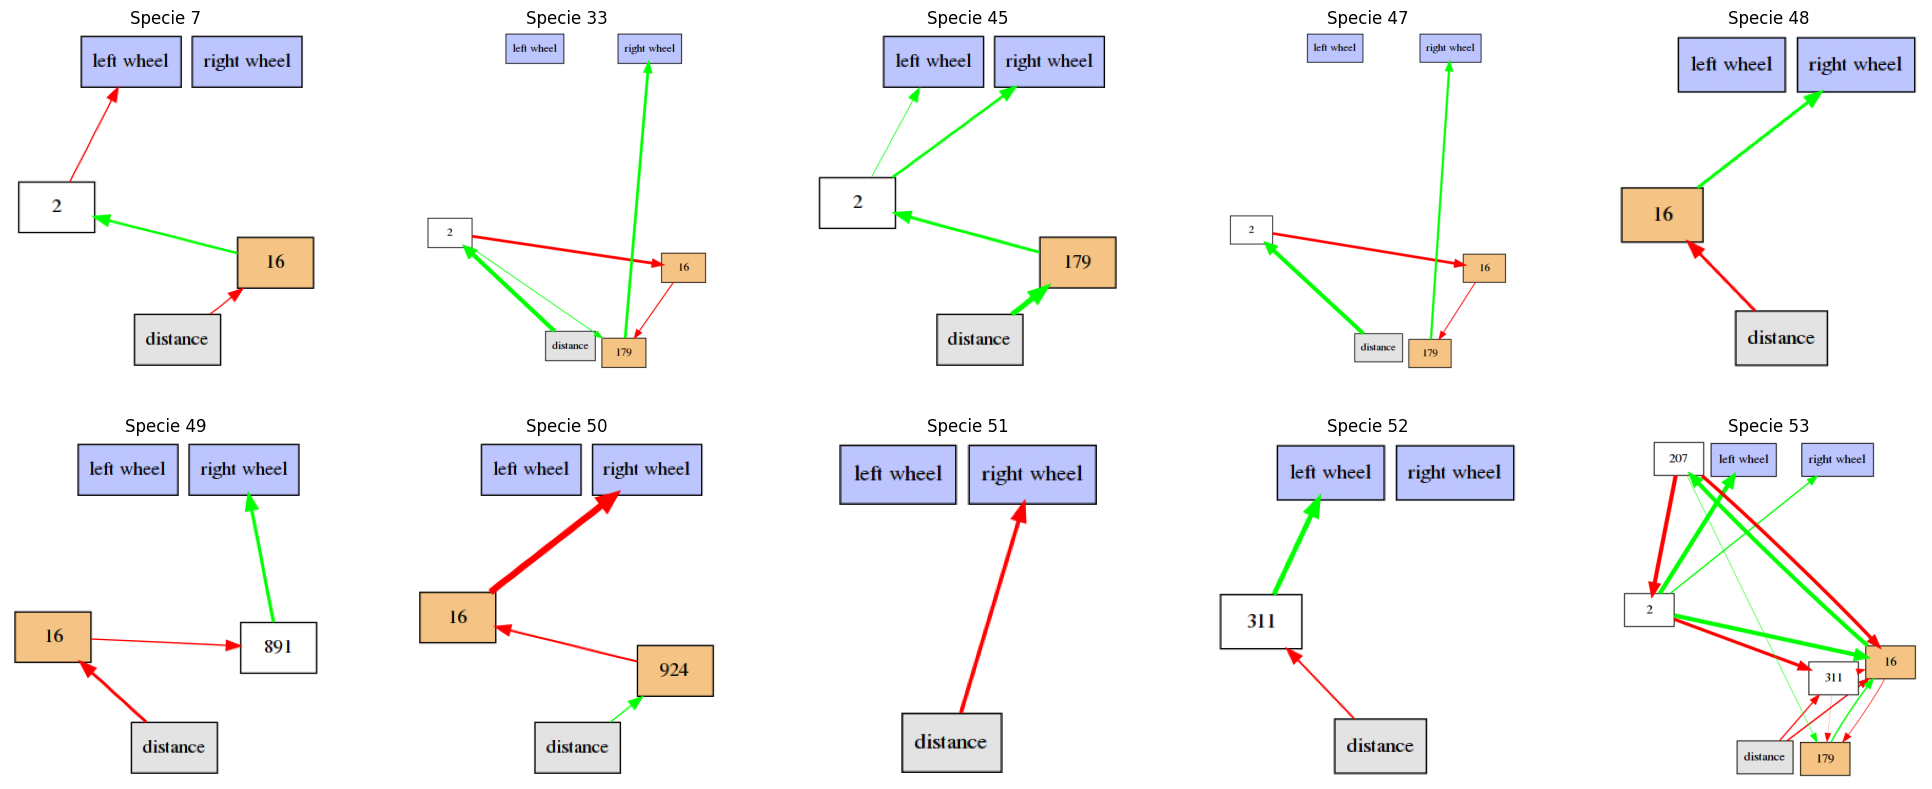 Specie 7
left wheel
right wheel
2
16
distance
Specie 33
left wheel
right wheel
2
16
distance
179
Specie 45
left wheel
right wheel
2
179
distance
Specie 47
left wheel
right wheel
2
16
distance
179
Specie 48
left wheel
right wheel
16
distance
Specie 49
left wheel
right wheel
16
891
distance
Specie 50
left wheel
right wheel
16
924
distance
Specie 51
left wheel
right wheel
distance
Specie 52
left wheel
right wheel
311
distance
Specie 53
207
left wheel
right wheel
2
16
311
distance
179